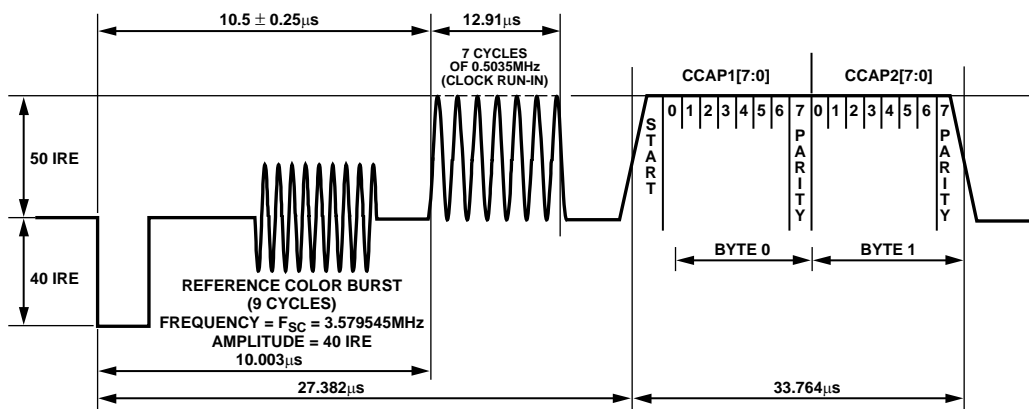 10.5 ± 0.25μs
12.91μs
7 CYCLES
OF 0.5035MHz
(CLOCK RUN-IN)
CCAP1[7:0]
CCAP2[7:0]
0 1 2 3 4 5 6 7 0 1 2 3 4 5 6 7
START
PARITY
PARITY
50 IRE
40 IRE
BYTE 0
BYTE 1
REFERENCE COLOR BURST
(9 CYCLES)
FREQUENCY = FSC = 3.579545MHz
AMPLITUDE = 40 IRE
10.003μs
27.382μs
33.764μs